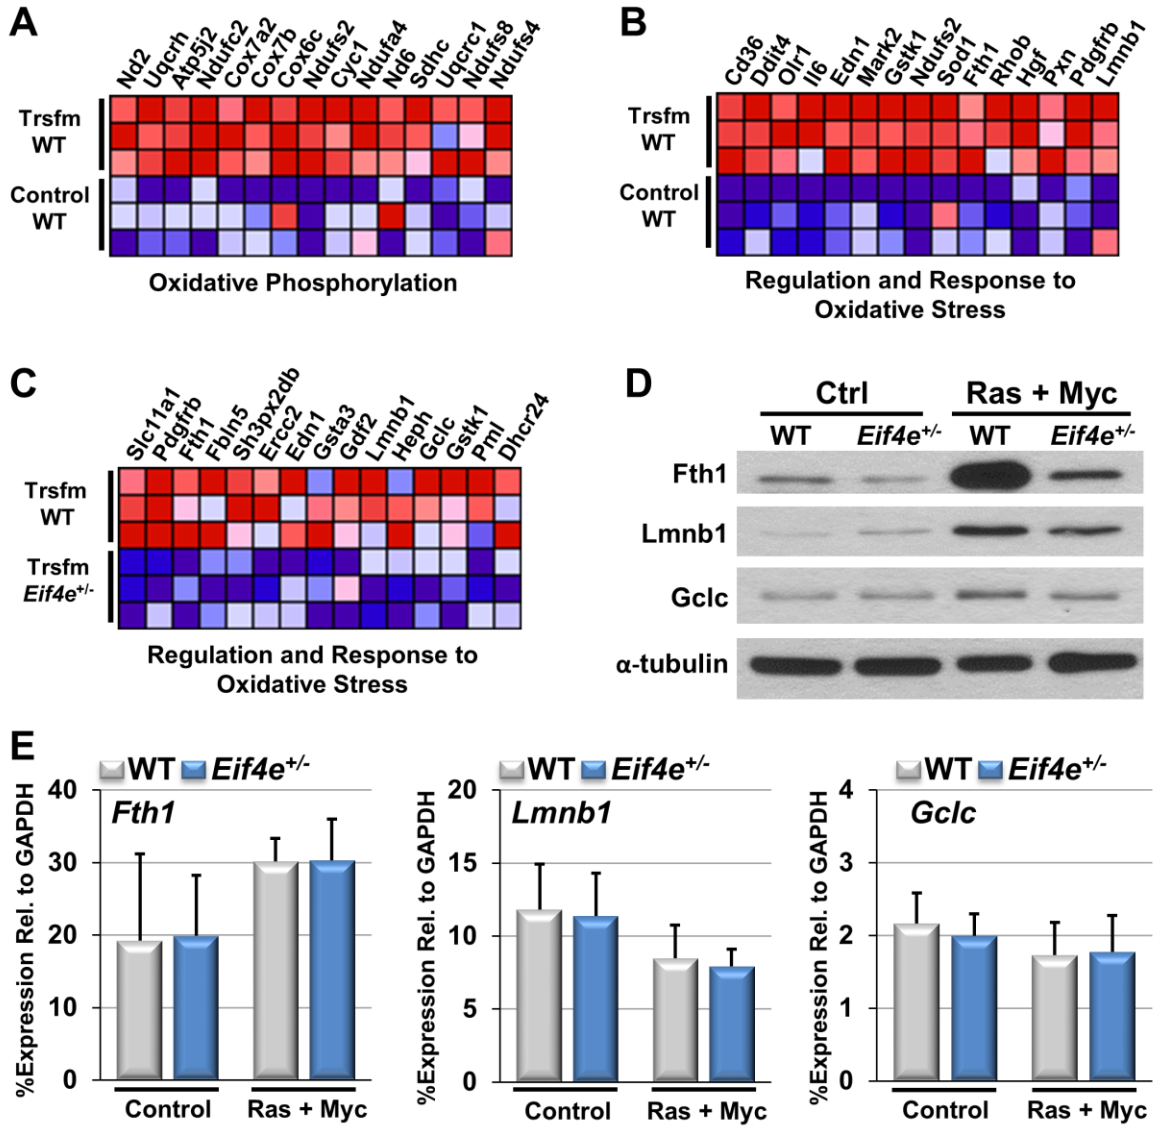 A
Nd2 Uqcrh Atp5j2 Ndufc2 Cox7a2 Cox7b Cox6c Ndufs2 Cyc1 Ndufa4 Nd6 Sdhc Uqcrc1 Ndufs8 Ndufs4
Trsfm
WT
Control
WT
Oxidative Phosphorylation
B
Cd36 Ddit4 Olr1 Il6 Edn1 Mark2 Gstk1 Ndufs2 Sod1 Fth1 Rhob Hgf Pxn Pdgfrb Lmnb1
Trsfm
WT
Control
WT
Regulation and Response to
Oxidative Stress
C
Slc11a1 Pdgfrb Fth1 Fbln5 Sh3px2db Ercc2 Edn1 Gsta3 Gdf2 Lmnb1 Heph Gclc Gstk1 Pml Dhcr24
Trsfm
WT
Trsfm
Eif4e+/-
Regulation and Response to
Oxidative Stress
D
Ctrl Ras + Myc
WT Eif4e+/- WT Eif4e+/-
Fth1
Lmnb1
Gclc
α-tubulin
E
WT Eif4e+/-
Fth1
%Expression Rel. to GAPDH
40
30
20
10
0
Control Ras + Myc
WT Eif4e+/-
Lmnb1
%Expression Rel. to GAPDH
20
15
10
5
0
Control Ras + Myc
WT Eif4e+/-
Gclc
%Expression Rel. to GAPDH
4
3
2
1
0
Control Ras + Myc